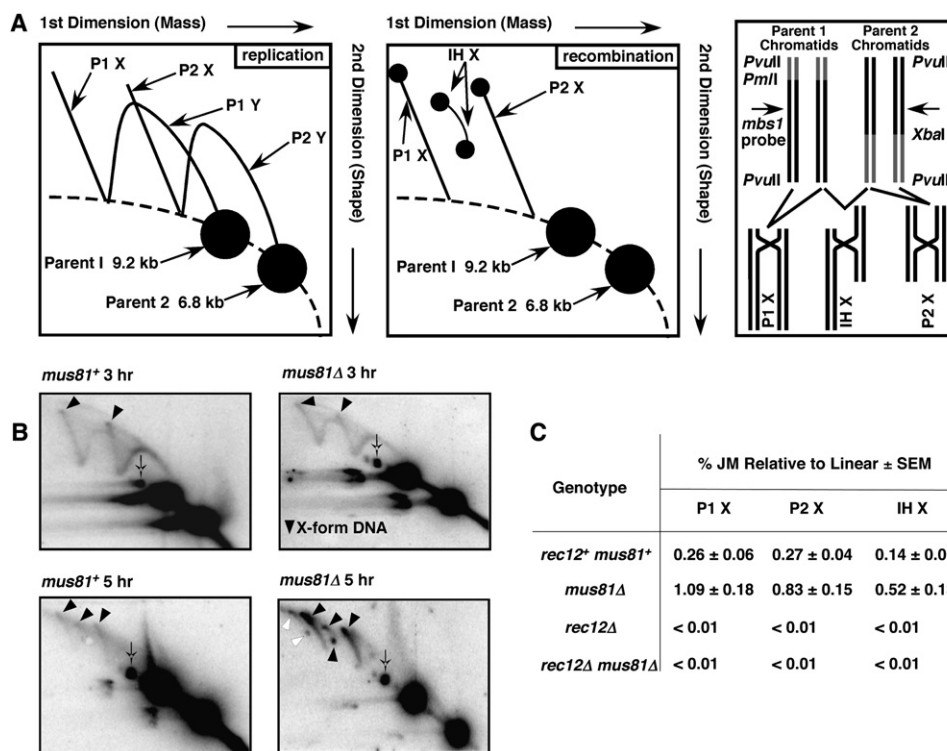 A
1st Dimension (Mass)
replication
P1 X
P2 X
P1 Y
P2 Y
Parent I 9.2 kb
Parent 2 6.8 kb
2nd Dimension (Shape)
1st Dimension (Mass)
recombination
IH X
P2 X
P1 X
Parent I 9.2 kb
Parent 2 6.8 kb
2nd Dimension (Shape)
Parent 1 Chromatids
Parent 2 Chromatids
PvuII
PmlI
mbs1 probe
PvuII
PvuII
XbaI
PvuII
P1 X
IH X
P2 X
B
mus81+ 3 hr
mus81Δ 3 hr
X-form DNA
mus81+ 5 hr
mus81Δ 5 hr
C
% JM Relative to Linear ± SEM
Genotype
P1 X P2 X IH X
rec12+ mus81+ 0.26 ± 0.06 0.27 ± 0.04 0.14 ±
mus81Δ 1.09 ± 0.18 0.83 ± 0.15 0.52 ±
rec12Δ < 0.01 < 0.01 < 0.01
rec12Δ mus81Δ < 0.01 < 0.01 < 0.01